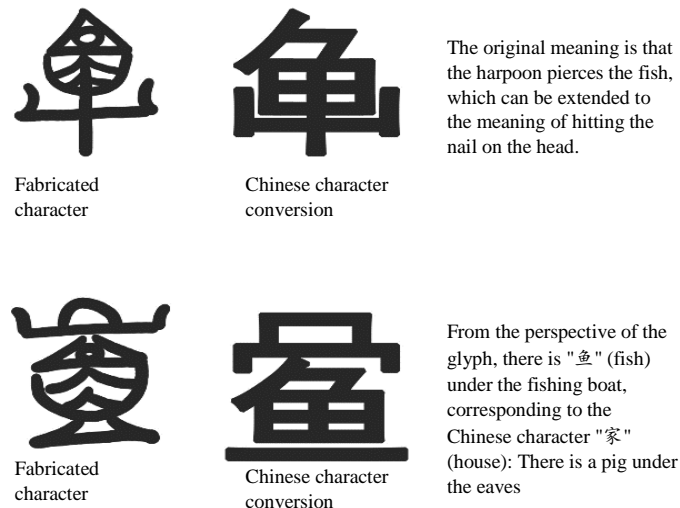 The original meaning is that
the harpoon pierces the fish,
which can be extended to
the meaning of hitting the
nail on the head.
Fabricated
character
Chinese character
conversion
From the perspective of the
glyph, there is "鱼" (fish)
under the fishing boat,
corresponding to the
Chinese character "家"
(house): There is a pig under
the eaves
Fabricated
character
Chinese character
conversion